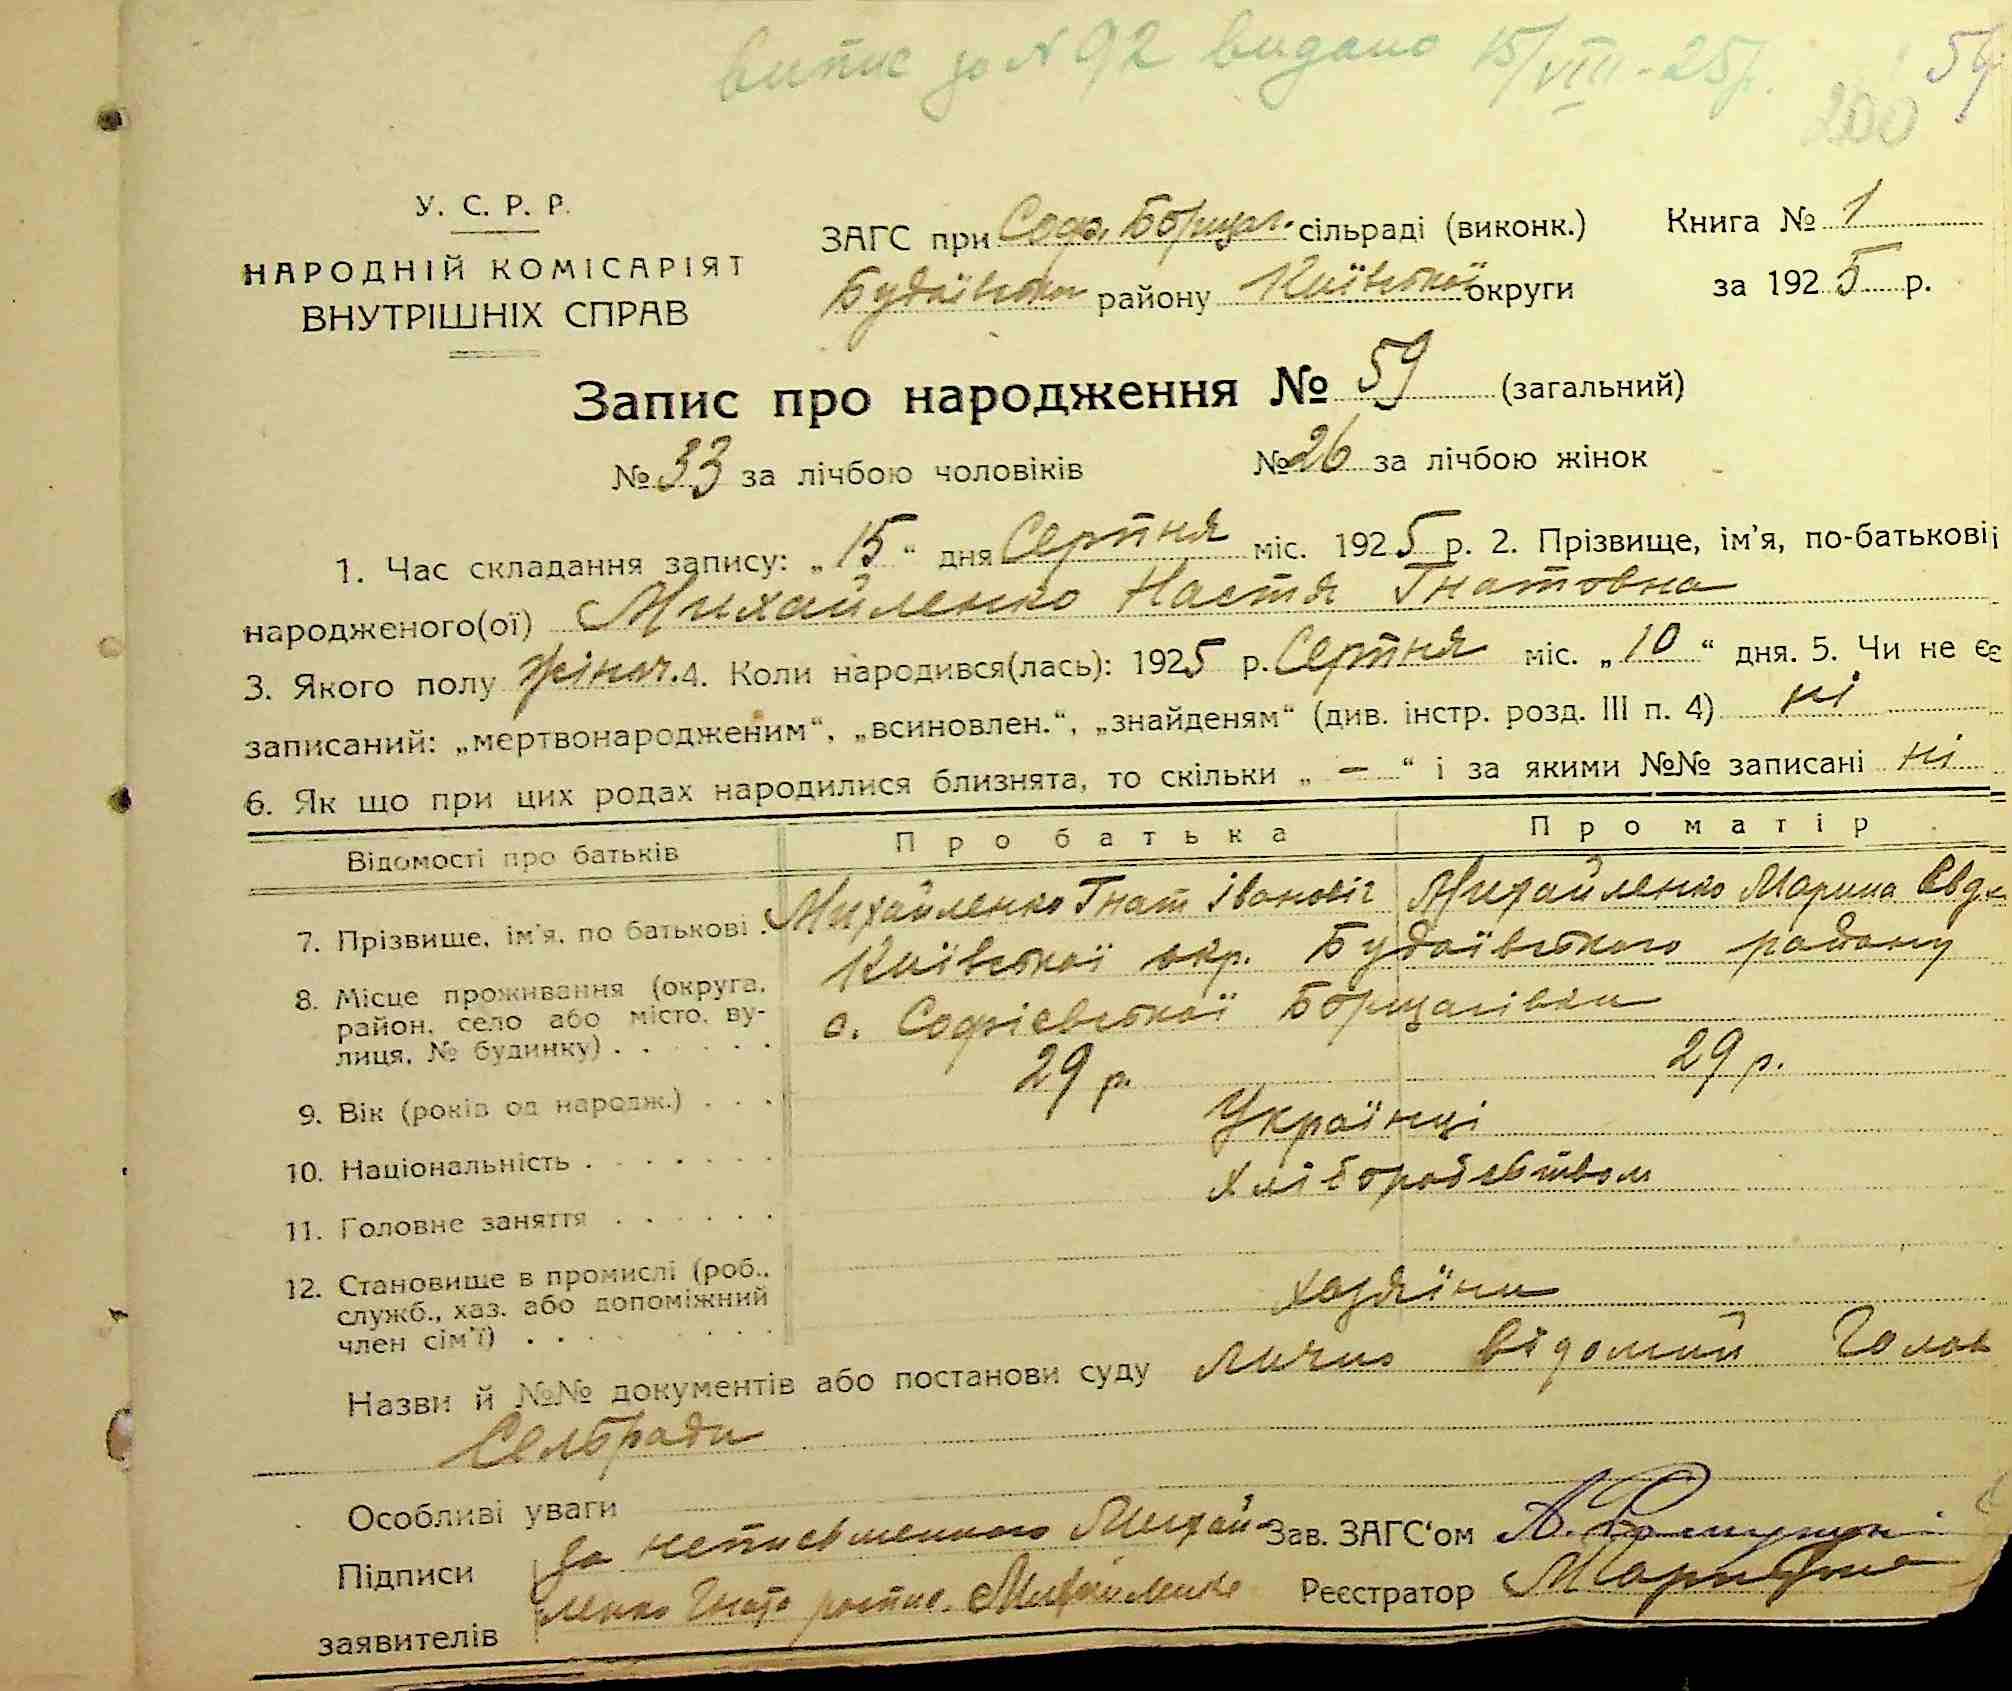 випис за № 92 видано 15/VIII-25р.
54
200
У. С. Р. Р.
НАРОДНІЙ КОМІСАРІЯТ
ВНУТРІШНІХ СПРАВ
ЗАГС при Соф. Борщаг. сільраді (виконк.)
Будаївського району Київської округи
Книга № 1
за 1925 р.
Запис про народження № 59 (загальний)
№ 33 за лічбою чоловіків № 26 за лічбою жінок
1. Час складання запису: „15“ дня Серпня міс. 1925 р. 2. Прізвище, ім'я, по-батькові
народженого(ої) Михайленко Настя Гнатовна
3. Якого полу жіноч. 4. Коли народився(лась): 1925 р. Серпня міс. „10“ дня. 5. Чи не є
записаний: „мертвонародженим“, „всиновлен.“, „знайденям“ (див. інстр. розд. III п. 4) ні
6. Як що при цих родах народилися близнята, то скільки „ — “ і за якими №№ записані ні
Відомості про батьків Про батька Про матір
7. Прізвище, ім'я, по батькові . Михайленко Гнат Іванович Михайленко Марина Евд
8. Місце проживання (округа, район, село або місто, вулиця, № будинку) . . . . . .
Київської окр. Будаївського району
с. Софієвської Борщагівки
9. Вік (років од народж.) . . . 29 р. 29 р.
10. Національність . . . . . . . Українці
11. Головне заняття . . . . . . Хліборобством
12. Становище в промислі (роб., служб., хаз. або допоміжний член сім'ї) . . . . . . . . хазяїни
Назви й №№ документів або постанови суду лично відомий Голов
Сельради
Особливі уваги
Підписи
заявителів
за неписьменного Михай-
ленко Гната роспис. Михайленко
Зав. ЗАГС'ом
Реєстратор